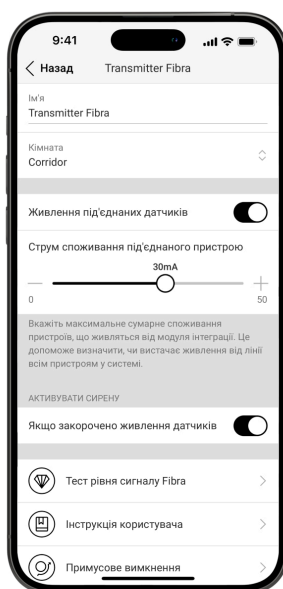 9:41
Назад Transmitter Fibra
Ім'я
Transmitter Fibra
Кімната
Corridor
Живлення під'єднаних датчиків
Струм споживання під'єднаного пристрою
30mA
0 50
Вкажіть максимальне сумарне споживання
пристроїв, що живляться від модуля інтеграції. Це
допоможе визначити, чи вистачає живлення від лінії
всім пристроям у системі.
АКТИВУВАТИ СИРЕНУ
Якщо закорочено живлення датчиків
Тест рівня сигналу Fibra
Інструкція користувача
Примусове вимкнення